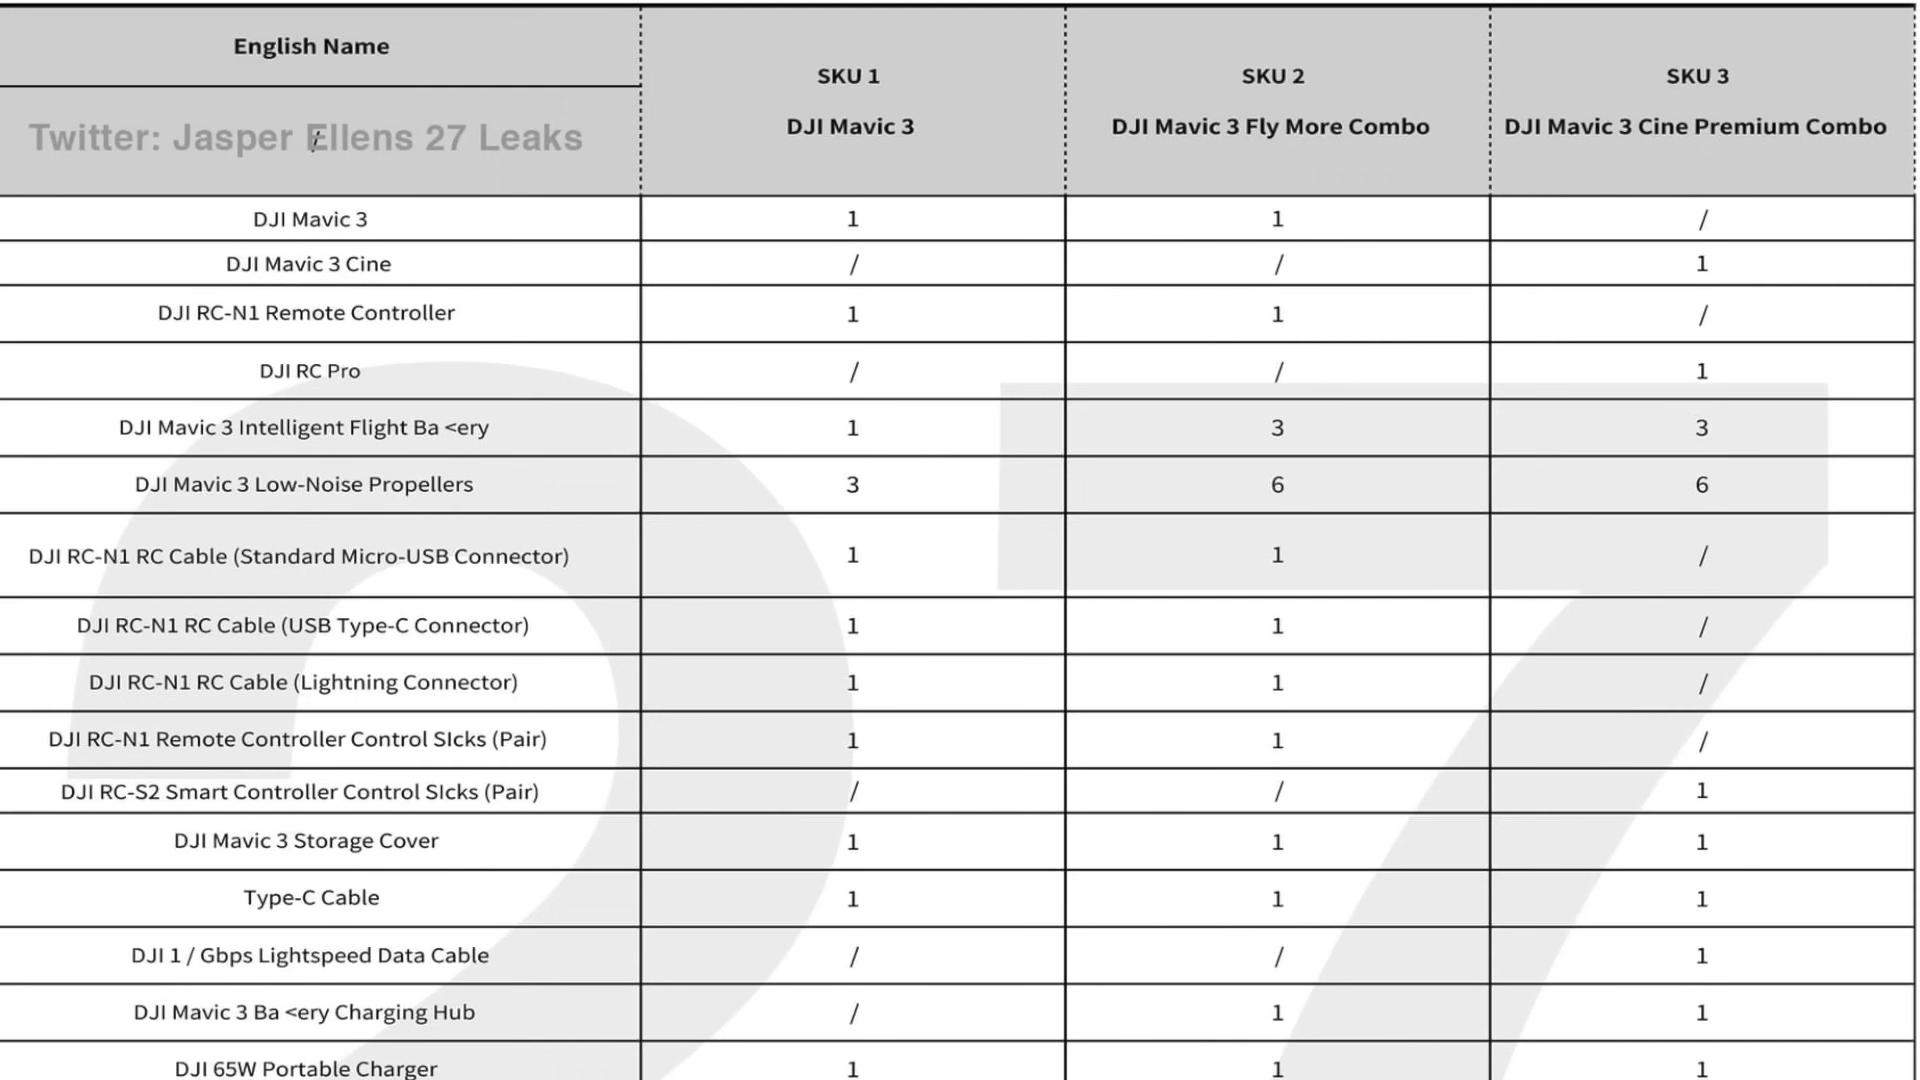 English Name
SKU 1
SKU 2
SKU 3
Twitter: Jasper Ellens 27 Leaks
/
DJI Mavic 3
DJI Mavic 3 Fly More Combo
DJI Mavic 3 Cine Premium Combo
DJI Mavic 3 1 1 /
DJI Mavic 3 Cine / / 1
DJI RC-N1 Remote Controller 1 1 /
DJI RC Pro / / 1
DJI Mavic 3 Intelligent Flight Ba <ery 1 3 3
DJI Mavic 3 Low-Noise Propellers 3 6 6
DJI RC-N1 RC Cable (Standard Micro-USB Connector) 1 1 /
DJI RC-N1 RC Cable (USB Type-C Connector) 1 1 /
DJI RC-N1 RC Cable (Lightning Connector) 1 1 /
DJI RC-N1 Remote Controller Control SIcks (Pair) 1 1 /
DJI RC-S2 Smart Controller Control SIcks (Pair) / / 1
DJI Mavic 3 Storage Cover 1 1 1
Type-C Cable 1 1 1
DJI 1 / Gbps Lightspeed Data Cable / / 1
DJI Mavic 3 Ba <ery Charging Hub / 1 1
DJI 65W Portable Charger 1 1 1
27